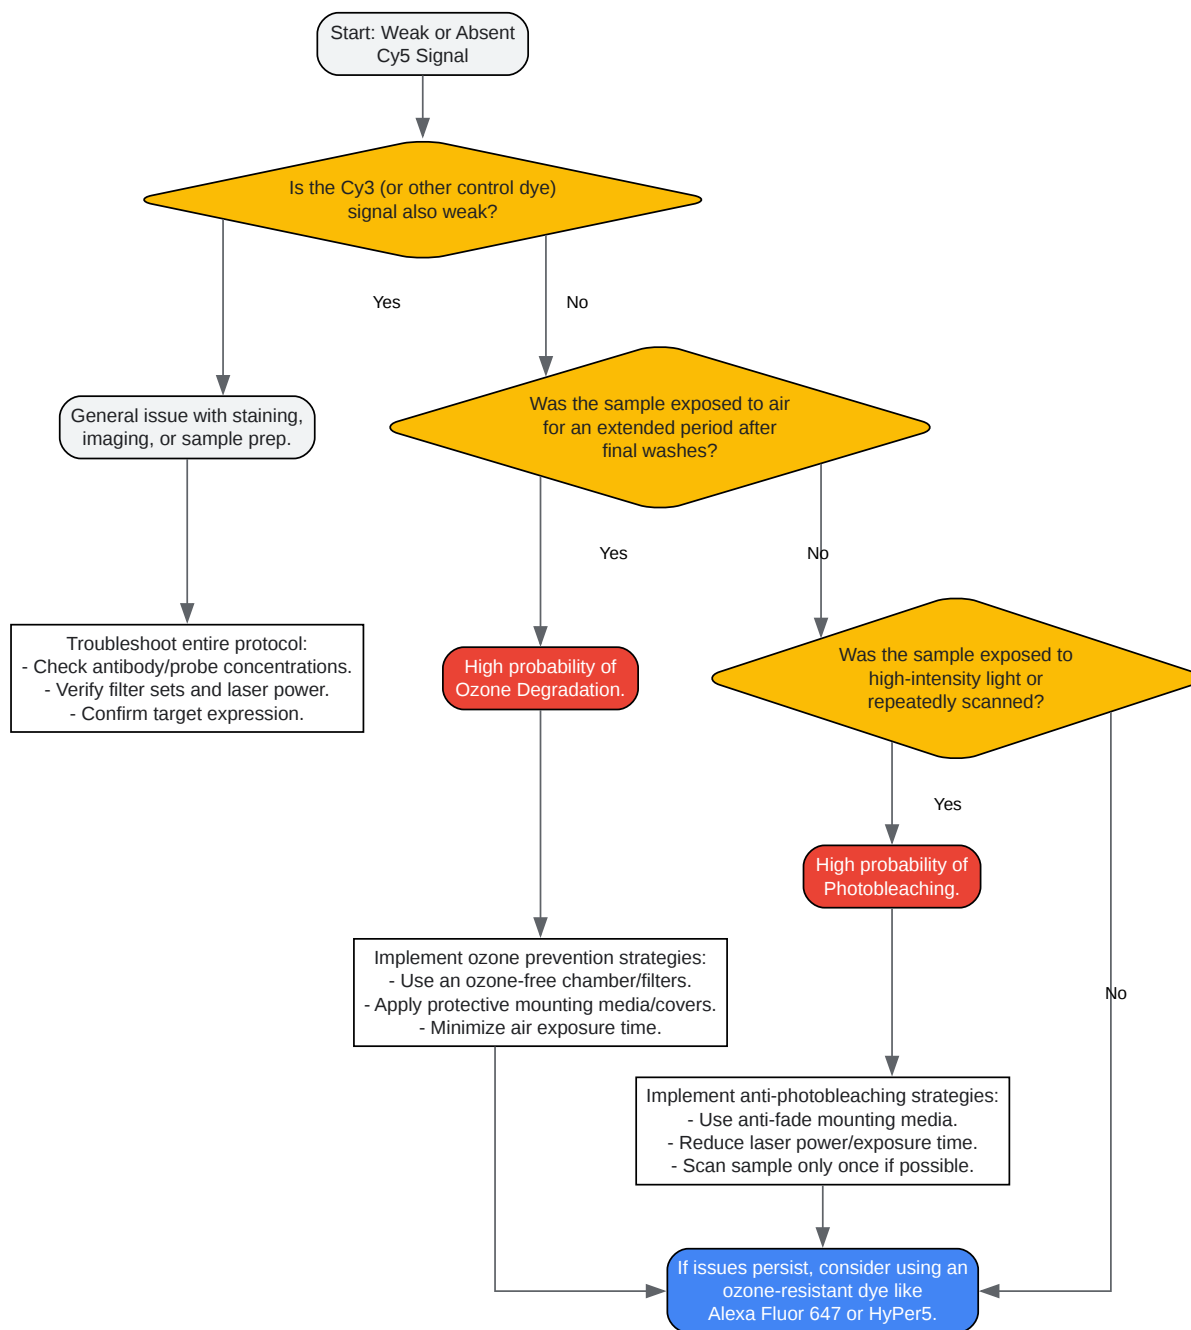 Start: Weak or Absent
Cy5 Signal
Is the Cy3 (or other control dye)
signal also weak?
Yes
No
General issue with staining,
imaging, or sample prep.
Was the sample exposed to air
for an extended period after
final washes?
Yes
No
Troubleshoot entire protocol:
- Check antibody/probe concentrations.
- Verify filter sets and laser power.
- Confirm target expression.
High probability of
Ozone Degradation.
Was the sample exposed to
high-intensity light or
repeatedly scanned?
Yes
High probability of
Photobleaching.
Implement ozone prevention strategies:
- Use an ozone-free chamber/filters.
- Apply protective mounting media/covers.
- Minimize air exposure time.
No
Implement anti-photobleaching strategies:
- Use anti-fade mounting media.
- Reduce laser power/exposure time.
- Scan sample only once if possible.
If issues persist, consider using an
ozone-resistant dye like
Alexa Fluor 647 or HyPer5.